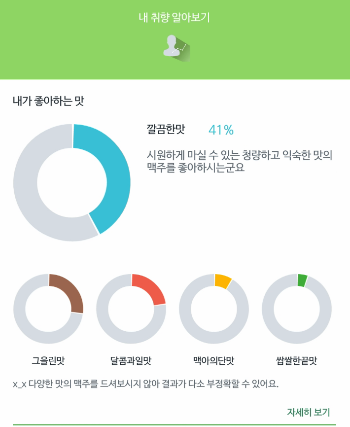 내 취향 알아보기
내가 좋아하는 맛
깔끔한맛 41%
시원하게 마실 수 있는 청량하고 익숙한 맛의
맥주를 좋아하시는군요
그을린맛 달콤과일맛 맥아의단맛 쌉쌀한끝맛
x_x 다양한 맛의 맥주를 드셔보시지 않아 결과가 다소 부정확할 수 있어요.
자세히 보기